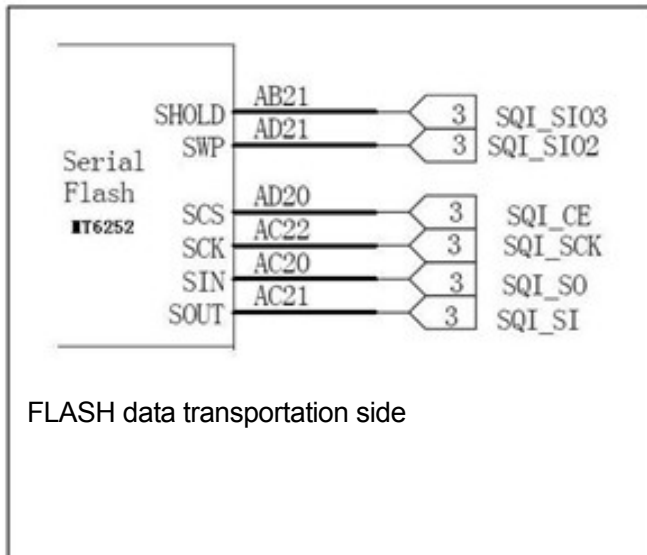 SHOLD AB21 3 SQI_SIO3
SWP AD21 3 SQI_SIO2
Serial
Flash
MT6252
SCS AD20 3 SQI_CE
SCK AC22 3 SQI_SCK
SIN AC20 3 SQI_SO
SOUT AC21 3 SQI_SI
FLASH data transportation side